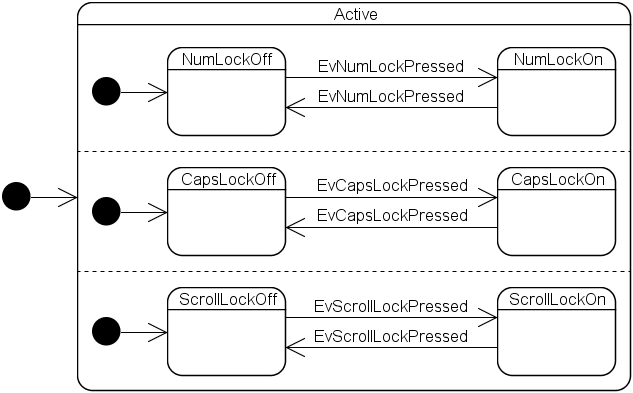 Active
NumLockOff
EvNumLockPressed
NumLockOn
EvNumLockPressed
CapsLockOff
EvCapsLockPressed
CapsLockOn
EvCapsLockPressed
ScrollLockOff
EvScrollLockPressed
ScrollLockOn
EvScrollLockPressed